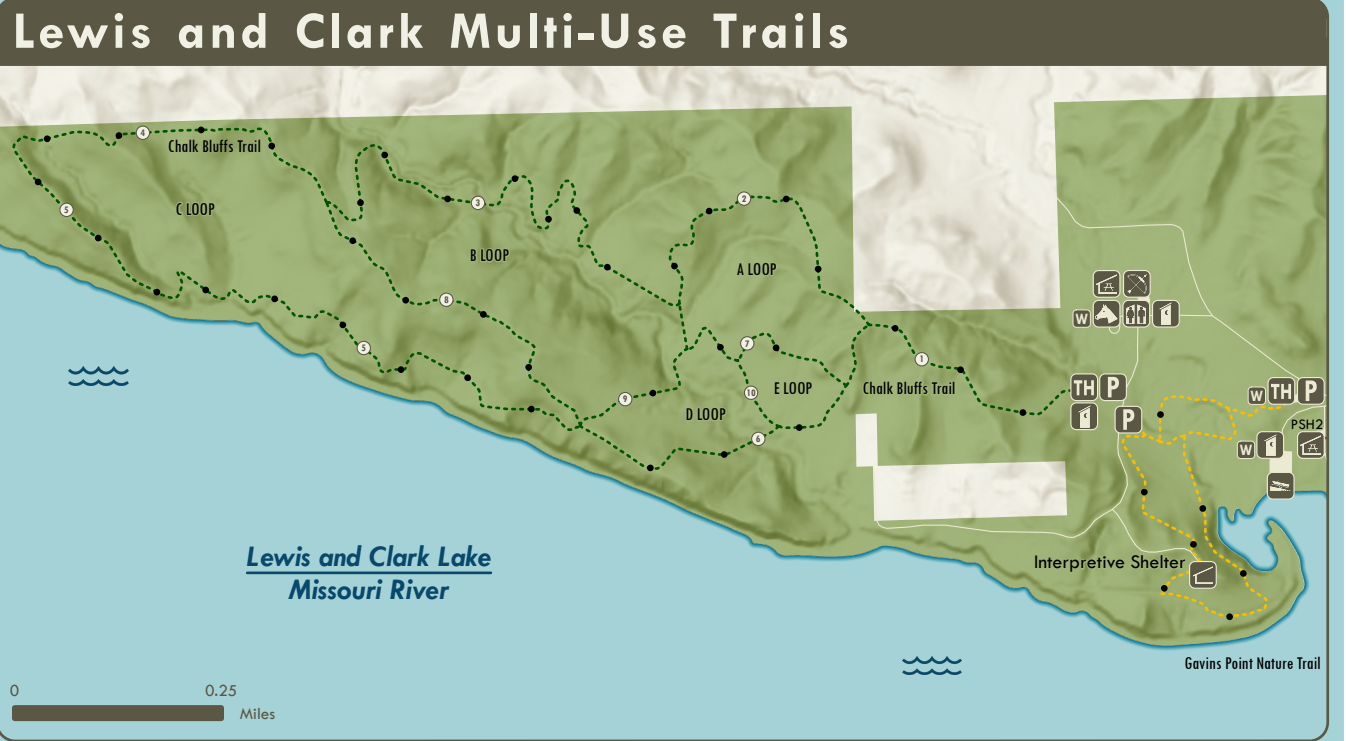 Lewis and Clark Multi-Use Trails
4
Chalk Bluffs Trail
5
C LOOP
3
2
B LOOP
A LOOP
W
8
5
7
1
9
10
E LOOP
D LOOP
6
Chalk Bluffs Trail
TH P
P
W TH P
PSH2
W
Interpretive Shelter
Lewis and Clark Lake
Missouri River
Gavins Point Nature Trail
0 0.25
Miles